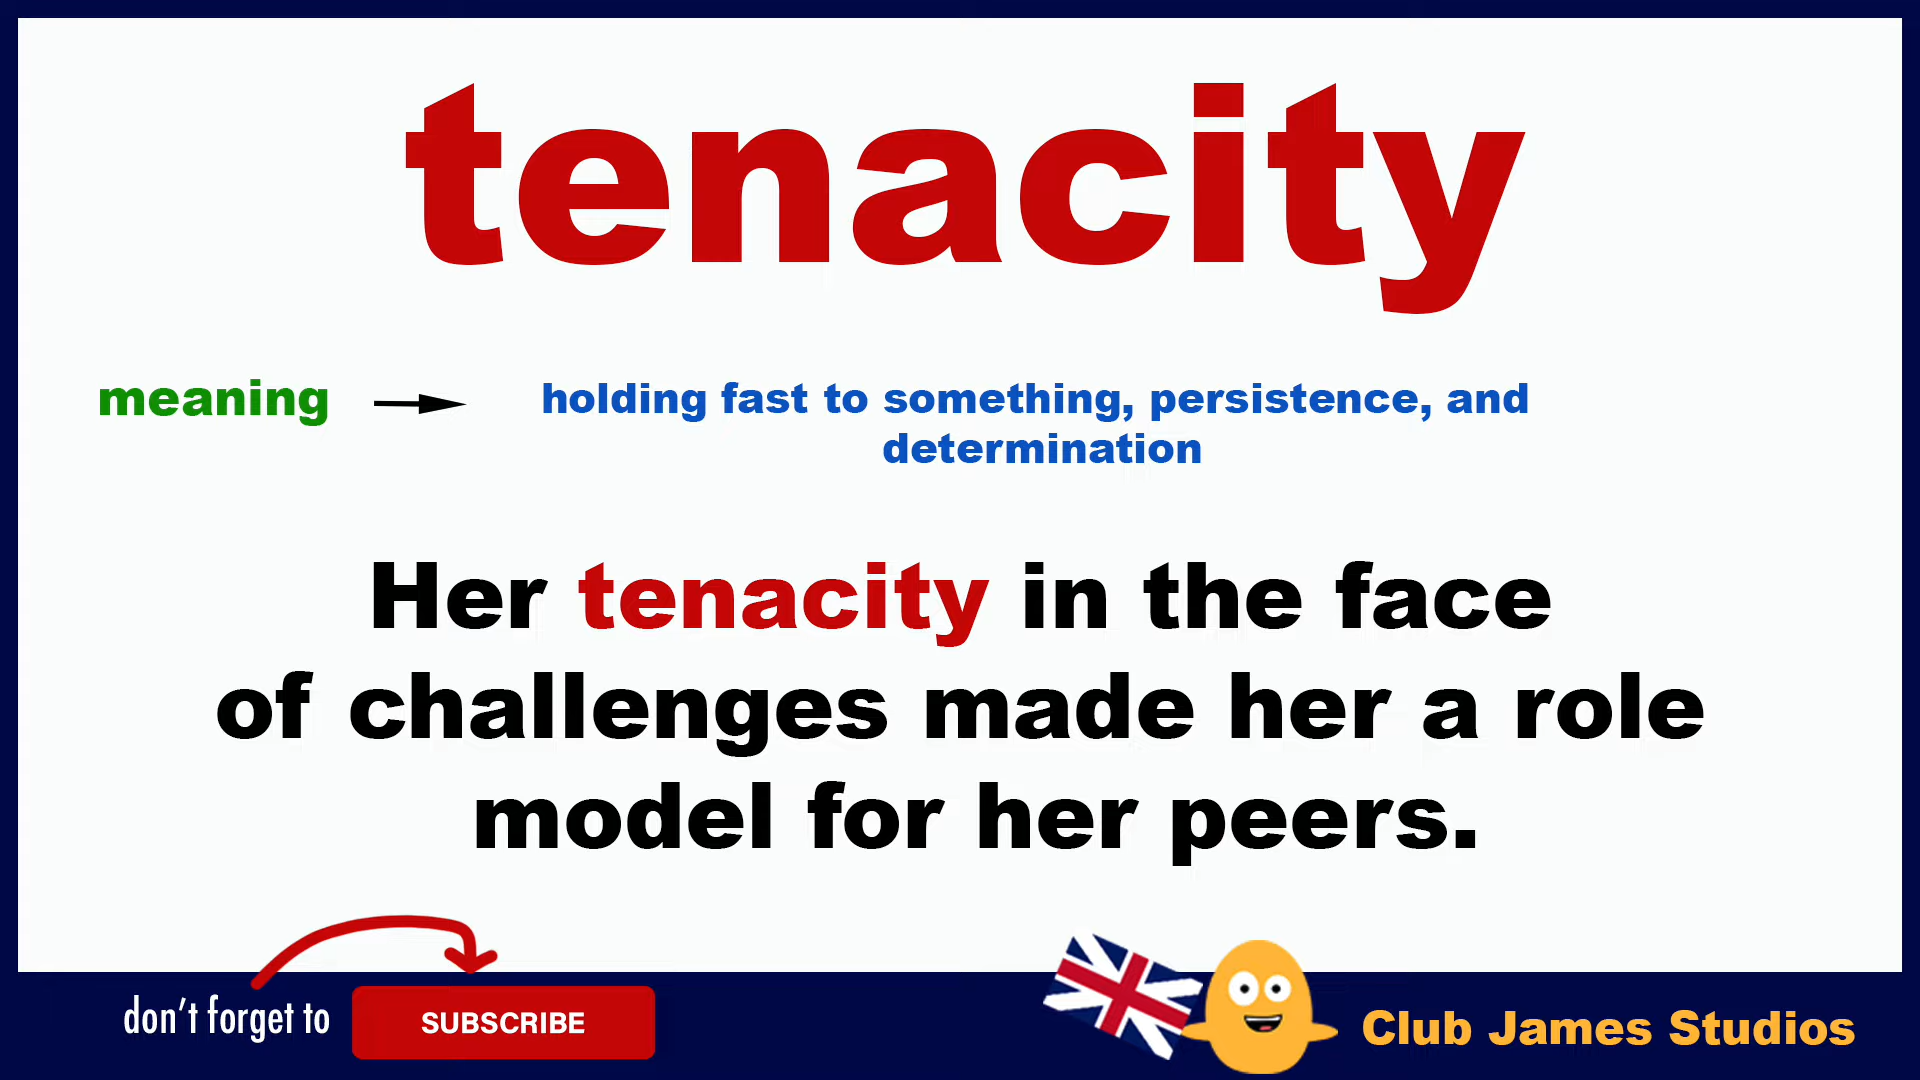 tenacity
meaning
holding fast to something, persistence, and
determination
Her tenacity in the face
of challenges made her a role
model for her peers.
don't forget to
SUBSCRIBE
Club James Studios